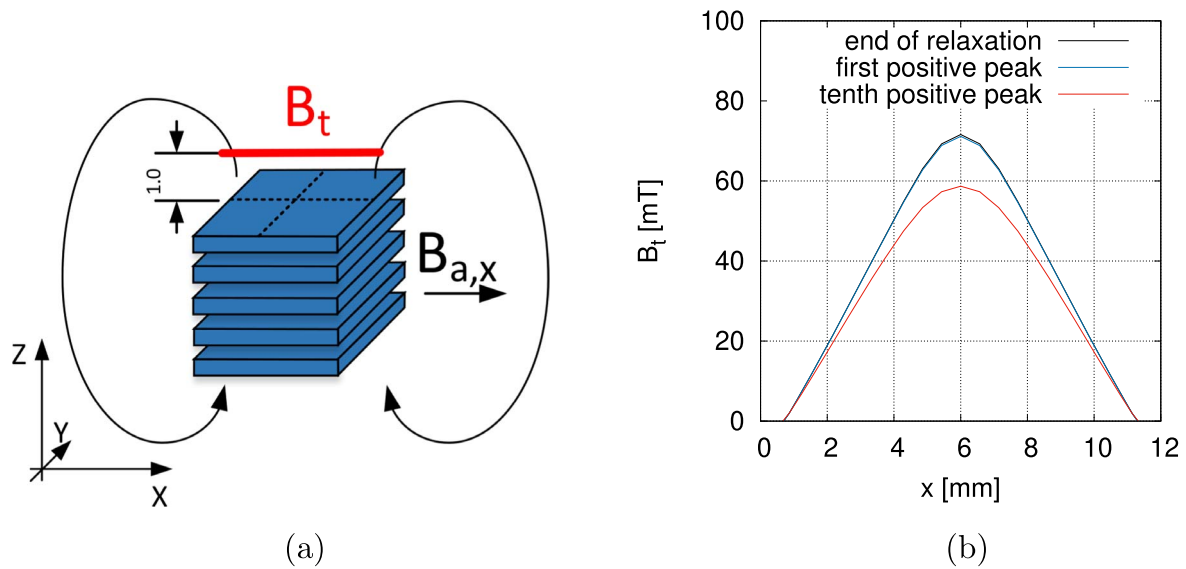 B_t
1.0
B_a,x
Z
Y
X
(a)
100
80
60
40
20
0
B_t [mT]
end of relaxation
first positive peak
tenth positive peak
0 2 4 6 8 10 12
x [mm]
(b)